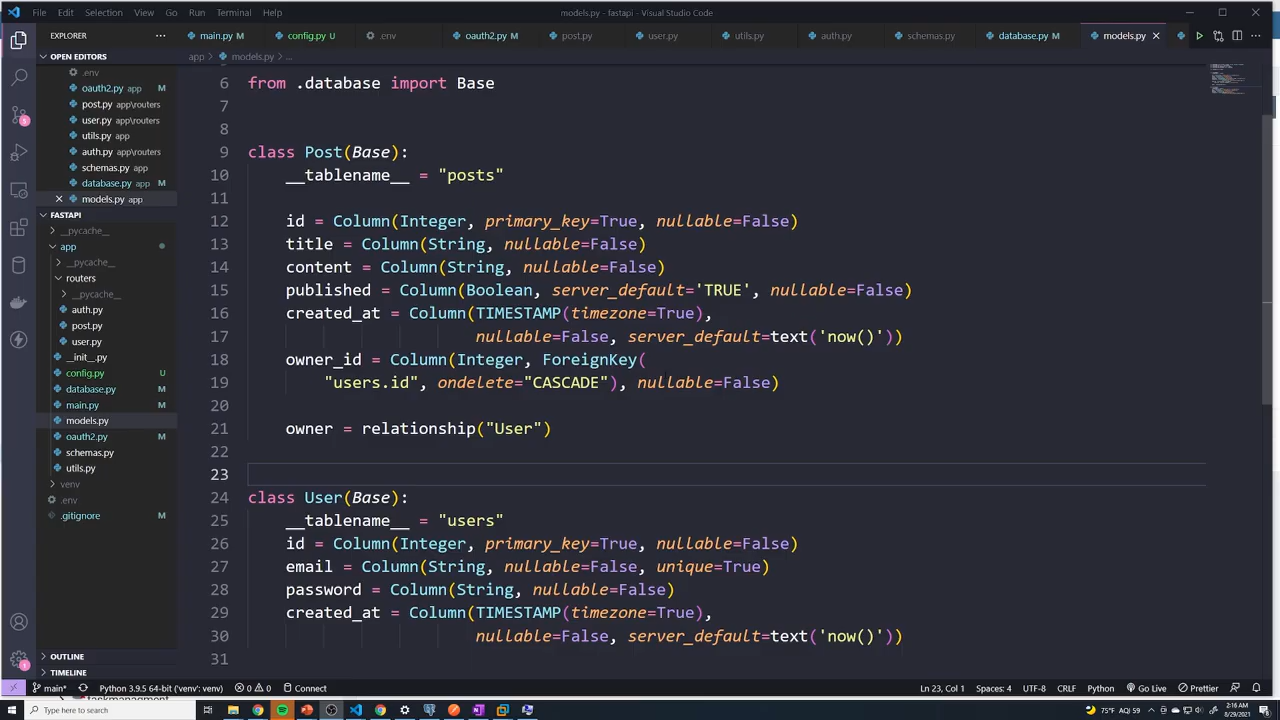 File Edit Selection View Go Run Terminal Help models.py - fastapi - Visual Studio Code
EXPLORER main.py M config.py U .env oauth2.py M post.py user.py utils.py auth.py schemas.py database.py M models.py
OPEN EDITORS app models.py ...
.env
oauth2.py app M
post.py app\routers
user.py app\routers
utils.py app
auth.py app\routers
schemas.py app
database.py app M
models.py app
FASTAPI
__pycache__
app
__pycache__
routers
__pycache__
auth.py
post.py
user.py
__init__.py
config.py U
database.py M
main.py M
models.py
oauth2.py M
schemas.py
utils.py
venv
.env
.gitignore M
OUTLINE
TIMELINE
6 from .database import Base
7
8
9 class Post(Base):
10 __tablename__ = "posts"
11
12 id = Column(Integer, primary_key=True, nullable=False)
13 title = Column(String, nullable=False)
14 content = Column(String, nullable=False)
15 published = Column(Boolean, server_default='TRUE', nullable=False)
16 created_at = Column(TIMESTAMP(timezone=True),
17 nullable=False, server_default=text('now()'))
18 owner_id = Column(Integer, ForeignKey(
19 "users.id", ondelete="CASCADE"), nullable=False)
20
21 owner = relationship("User")
22
23
24 class User(Base):
25 __tablename__ = "users"
26 id = Column(Integer, primary_key=True, nullable=False)
27 email = Column(String, nullable=False, unique=True)
28 password = Column(String, nullable=False)
29 created_at = Column(TIMESTAMP(timezone=True),
30 nullable=False, server_default=text('now()'))
31
main* Python 3.9.5 64-bit ('venv': venv) 0 0 Connect Ln 23, Col 1 Spaces: 4 UTF-8 CRLF Python Go Live Prettier
Type here to search 75°F AQI 59 2:16 AM
8/29/2021